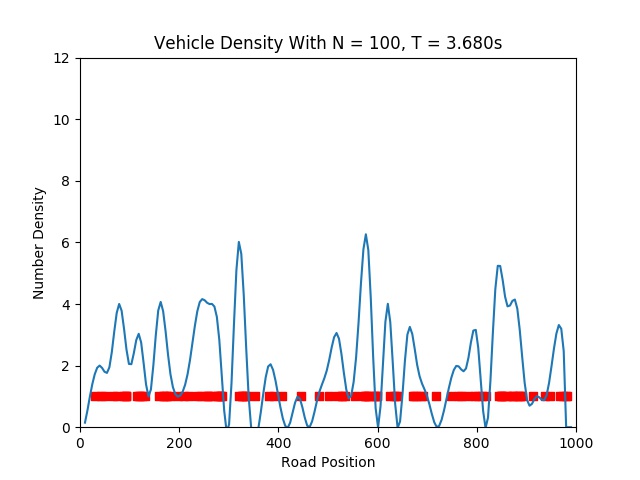 Vehicle Density With N = 100, T = 3.680s
12
10
8
6
4
2
0
Number Density
0 200 400 600 800 1000
Road Position